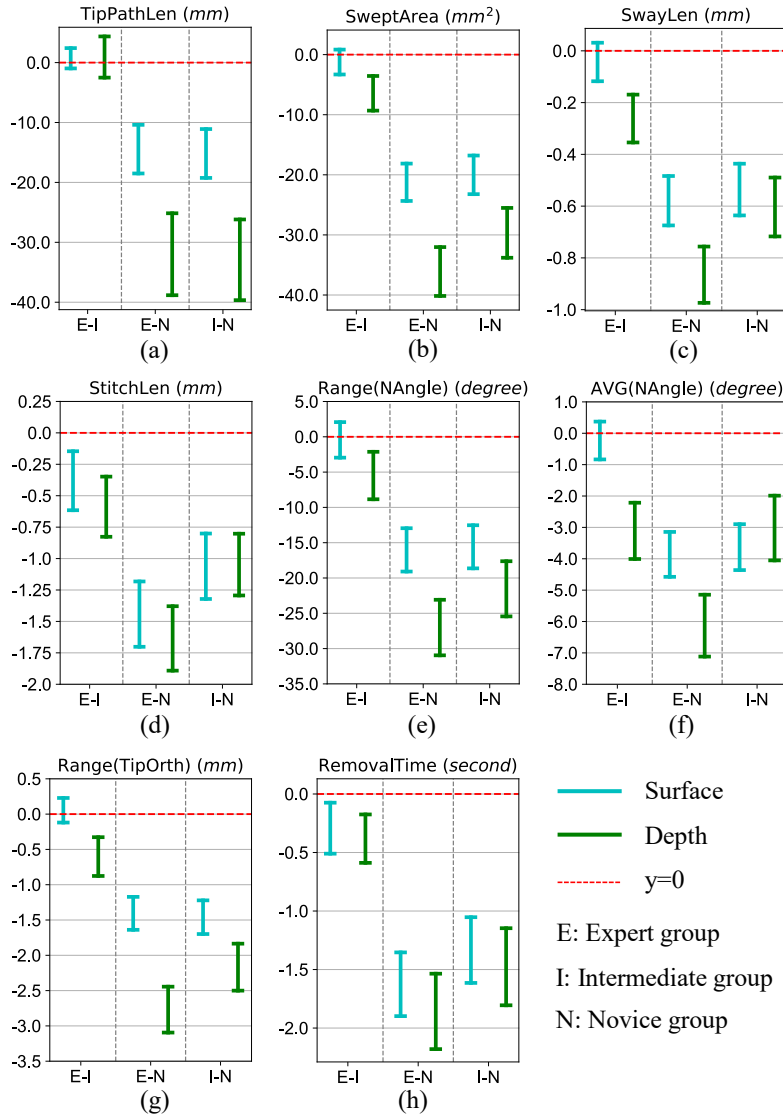 TipPathLen (mm)
0.0
-10.0
-20.0
-30.0
-40.0
E-I E-N I-N
(a)
SweptArea (mm²)
0.0
-10.0
-20.0
-30.0
-40.0
E-I E-N I-N
(b)
SwayLen (mm)
0.0
-0.2
-0.4
-0.6
-0.8
-1.0
E-I E-N I-N
(c)
StitchLen (mm)
0.25
0.0
-0.25
-0.5
-0.75
-1.0
-1.25
-1.5
-1.75
-2.0
E-I E-N I-N
(d)
Range(NAngle) (degree)
5.0
0.0
-5.0
-10.0
-15.0
-20.0
-25.0
-30.0
-35.0
E-I E-N I-N
(e)
AVG(NAngle) (degree)
1.0
0.0
-1.0
-2.0
-3.0
-4.0
-5.0
-6.0
-7.0
-8.0
E-I E-N I-N
(f)
Range(TipOrth) (mm)
0.5
0.0
-0.5
-1.0
-1.5
-2.0
-2.5
-3.0
-3.5
E-I E-N I-N
(g)
RemovalTime (second)
0.0
-0.5
-1.0
-1.5
-2.0
E-I E-N I-N
(h)
Surface
Depth
y=0
E: Expert group
I: Intermediate group
N: Novice group